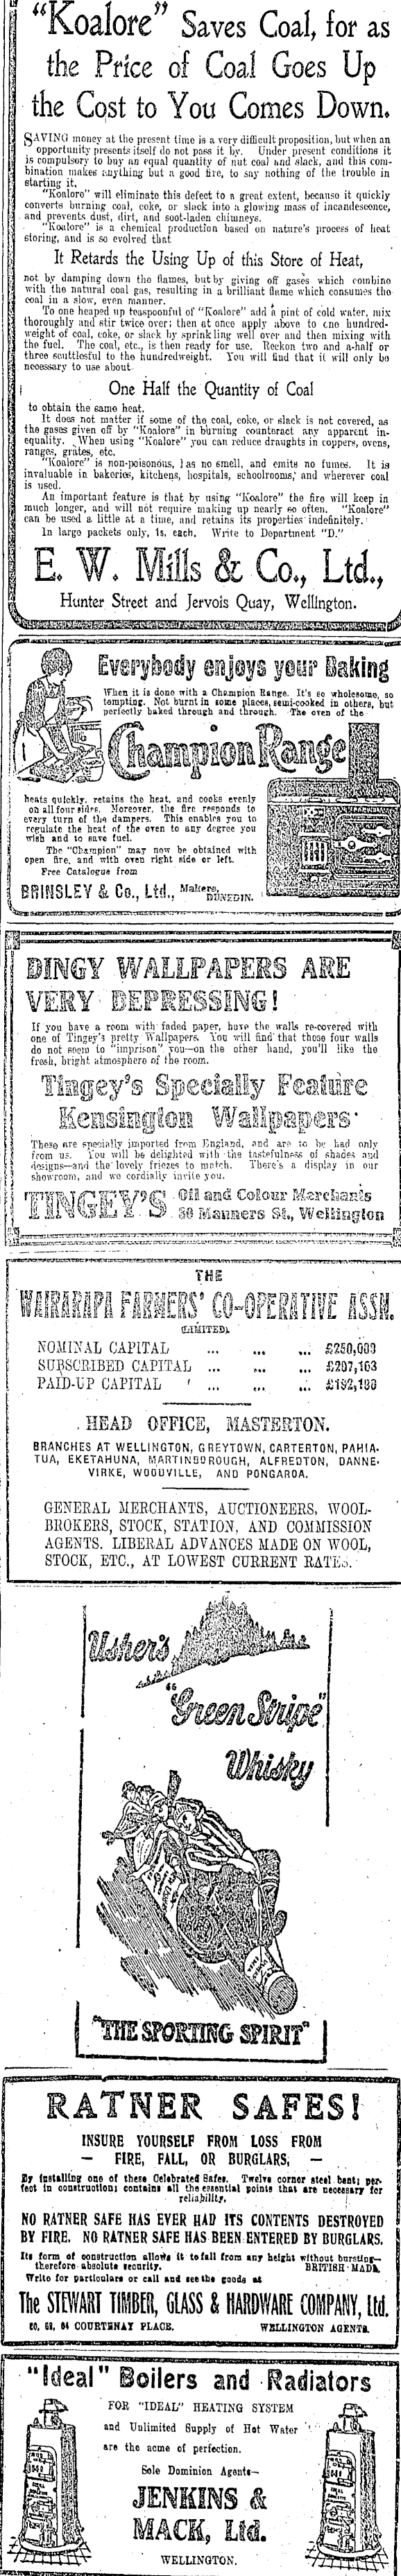 "Koalore" Saves Coal, for as
the Price of Coal Goes Up
the Cost to You Comes Down.
SAVING money at the present time is a very difficult proposition, but when an
opportunity presents itself do not pass it by. Under present conditions it
is compulsory to buy an equal quantity of nut coal and slack, and this com-
bination makes anything but a good fire, to say nothing of the trouble in
starting it.
"Koalore" will eliminate this defect to a great extent, because it quickly
converts burning coal, coke, or slack into a glowing mass of incandescence,
and prevents dust, dirt, and soot-laden chimneys.
"Koalore" is a chemical production based on nature's process of heat
storing, and is so evolved that
It Retards the Using Up of this Store of Heat,
not by damping down the flames, but by giving off gases which combine
with the natural coal gas, resulting in a brilliant flame which consumes the
coal in a slow, even manner.
To one heaped up teaspoonful of "Koalore" add a pint of cold water, mix
thoroughly and stir twice over; then at once apply above to one hundred-
weight of coal, coke, or slack by sprinkling well over and then mixing with
the fuel. The coal, etc., is then ready for use. Reckon two and a-half or
three scuttlesful to the hundredweight. You will find that it will only be
necessary to use about
One Half the Quantity of Coal
to obtain the same heat.
It does not matter if some of the coal, coke, or slack is not covered, as
the gases given off by "Koalore" in burning counteract any apparent in-
equality. When using "Koalore" you can reduce draughts in coppers, ovens,
ranges, grates, etc.
"Koalore" is non-poisonous, has no smell, and emits no fumes. It is
invaluable in bakeries, kitchens, hospitals, schoolrooms, and wherever coal
is used.
An important feature is that by using "Koalore" the fire will keep in
much longer, and will not require making up nearly so often. "Koalore"
can be used a little at a time, and retains its properties indefinitely.
In large packets only, 1s. each. Write to Department "D."
E. W. Mills & Co., Ltd.,
Hunter Street and Jervois Quay, Wellington.
Everybody enjoys your Baking
When it is done with a Champion Range. It's so wholesome, so
tempting. Not burnt in some places, semi-cooked in others, but
perfectly baked through and through. The oven of the
Champion Range
heats quickly, retains the heat, and cooks evenly
on all four sides. Moreover, the fire responds to
every turn of the dampers. This enables you to
regulate the heat of the oven to any degree you
wish and to save fuel.
The "Champion" may now be obtained with
open fire, and with oven right side or left.
Free Catalogue from
BRINSLEY & Co., Ltd., Makers, DUNEDIN.
DINGY WALLPAPERS ARE
VERY DEPRESSING!
If you have a room with faded paper, have the walls re-covered with
one of Tingey's pretty Wallpapers. You will find that those four walls
do not seem to "imprison" you—on the other hand, you'll like the
fresh, bright atmosphere of the room.
Tingey's Specially Feature
Kensington Wallpapers
These are specially imported from England, and are to be had only
from us. You will be delighted with the tastefulness of shades and
designs—and the lovely friezes to match. There's a display in our
showroom, and we cordially invite you.
TINGEY'S Oil and Colour Merchants
50 Manners St., Wellington
THE
WAIRARAPA FARMERS' CO-OPERATIVE ASSN.
(LIMITED).
NOMINAL CAPITAL ... ... ... £250,000
SUBSCRIBED CAPITAL ... ... ... £207,163
PAID-UP CAPITAL ... ... ...
HEAD OFFICE, MASTERTON.
BRANCHES AT WELLINGTON, GREYTOWN, CARTERTON, PAHIA-
TUA, EKETAHUNA, MARTINBOROUGH, ALFREDTON, DANNE-
VIRKE, WOODVILLE, AND PONGAROA.
GENERAL MERCHANTS, AUCTIONEERS, WOOL-
BROKERS, STOCK, STATION, AND COMMISSION
AGENTS. LIBERAL ADVANCES MADE ON WOOL,
STOCK, ETC., AT LOWEST CURRENT RATES.
Usher's
"Green Stripe"
Whisky
"THE SPORTING SPIRIT"
RATNER SAFES!
INSURE YOURSELF FROM LOSS FROM
— FIRE, FALL, OR BURGLARS, —
By installing one of these Celebrated Safes. Twelve corner steel bent; per-
fect in construction; contains all the essential points that are necessary for
reliability.
NO RATNER SAFE HAS EVER HAD ITS CONTENTS DESTROYED
BY FIRE. NO RATNER SAFE HAS BEEN ENTERED BY BURGLARS.
Its form of construction allows it to fall from any height without bursting—
therefore absolute security. BRITISH MADE.
Write for particulars or call and see the goods at
The STEWART TIMBER, GLASS & HARDWARE COMPANY, Ltd.
COURTENAY PLACE. WELLINGTON AGENTS.
"Ideal" Boilers and Radiators
FOR "IDEAL" HEATING SYSTEM
and Unlimited Supply of Hot Water
are the acme of perfection.
Sole Dominion Agents—
JENKINS &
MACK, Ltd.
WELLINGTON.